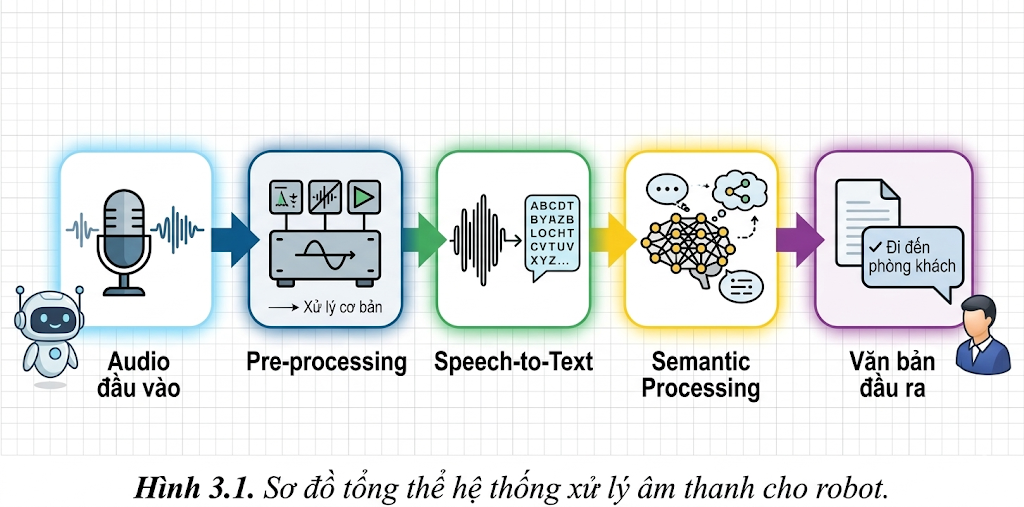 ABCDT
BYAZB
LOCHT
CVTUV
XYZ...
✓ Đi đến
phòng khách
→ Xử lý cơ bản
Audio
đầu vào
Pre-processing
Speech-to-Text
Semantic
Processing
Văn bản
đầu ra
Hình 3.1. Sơ đồ tổng thể hệ thống xử lý âm thanh cho robot.